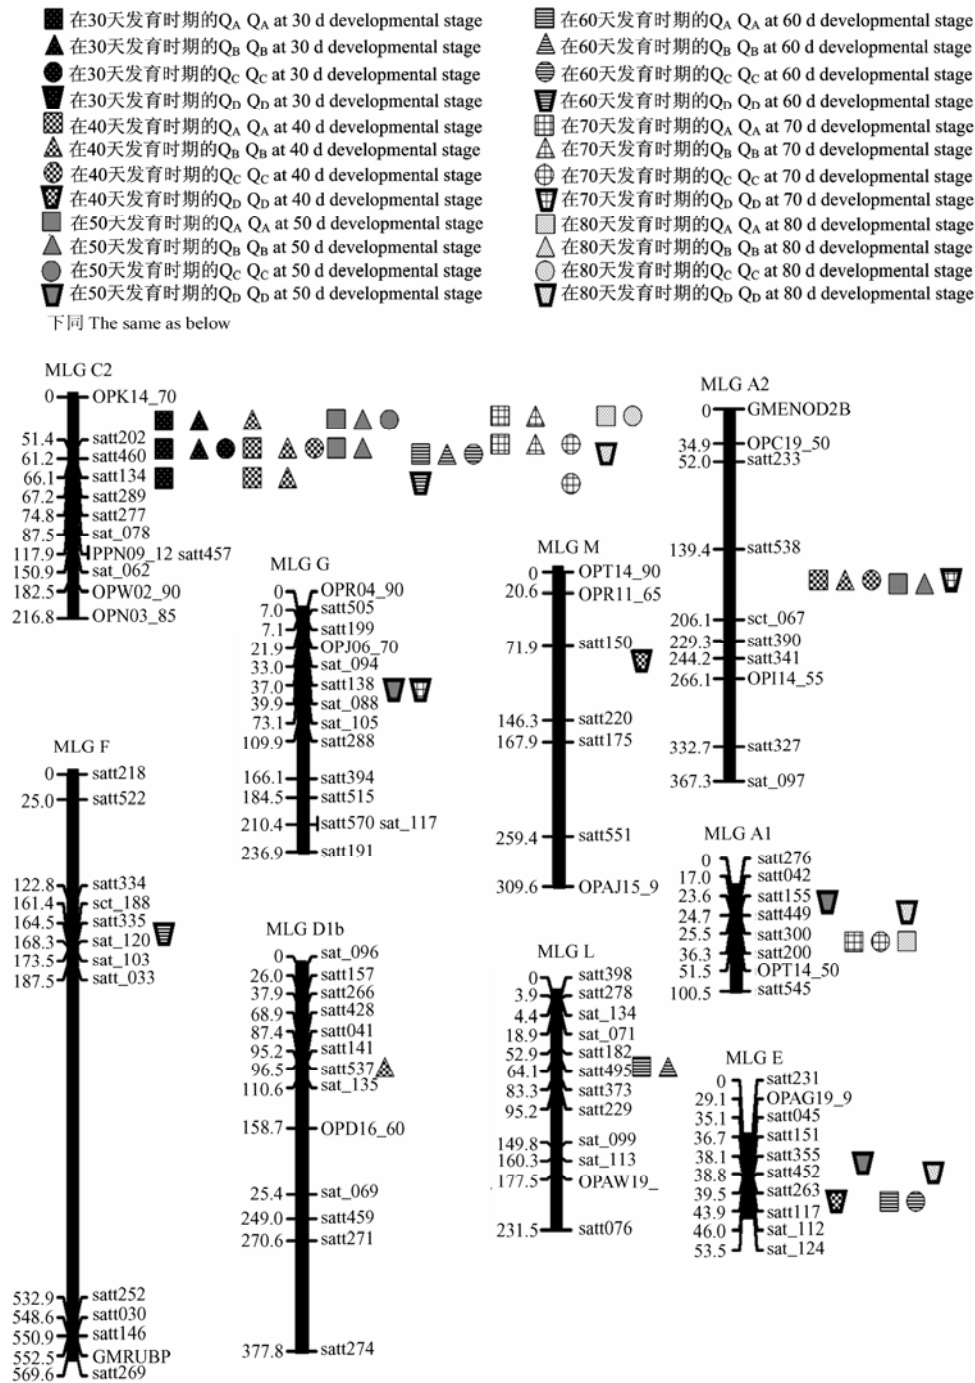 在30天发育时期的QA QA at 30 d developmental stage
在30天发育时期的QB QB at 30 d developmental stage
在30天发育时期的QC QC at 30 d developmental stage
在30天发育时期的QD QD at 30 d developmental stage
在40天发育时期的QA QA at 40 d developmental stage
在40天发育时期的QB QB at 40 d developmental stage
在40天发育时期的QC QC at 40 d developmental stage
在40天发育时期的QD QD at 40 d developmental stage
在50天发育时期的QA QA at 50 d developmental stage
在50天发育时期的QB QB at 50 d developmental stage
在50天发育时期的QC QC at 50 d developmental stage
在50天发育时期的QD QD at 50 d developmental stage
在60天发育时期的QA QA at 60 d developmental stage
在60天发育时期的QB QB at 60 d developmental stage
在60天发育时期的QC QC at 60 d developmental stage
在60天发育时期的QD QD at 60 d developmental stage
在70天发育时期的QA QA at 70 d developmental stage
在70天发育时期的QB QB at 70 d developmental stage
在70天发育时期的QC QC at 70 d developmental stage
在70天发育时期的QD QD at 70 d developmental stage
在80天发育时期的QA QA at 80 d developmental stage
在80天发育时期的QB QB at 80 d developmental stage
在80天发育时期的QC QC at 80 d developmental stage
在80天发育时期的QD QD at 80 d developmental stage
下同 The same as below
MLG C2
0 OPK14_70
51.4 satt202
61.2 satt460
66.1 satt134
67.2 satt289
74.8 satt277
87.5 sat_078
117.9 PPN09_12 satt457
150.9 sat_062
182.5 OPW02_90
216.8 OPN03_85
MLG G
0 OPR04_90
7.0 satt505
7.1 satt199
21.9 OPJ06_70
33.0 sat_094
37.0 satt138
39.9 sat_088
73.1 sat_105
109.9 satt288
166.1 satt394
184.5 satt515
210.4 satt570 sat_117
236.9 satt191
MLG M
0 OPT14_90
20.6 OPR11_65
71.9 satt150
146.3 satt220
167.9 satt175
259.4 satt551
309.6 OPAJ15_9
MLG A2
0 GMENOD2B
34.9 OPC19_50
52.0 satt233
139.4 satt538
206.1 sct_067
229.3 satt390
244.2 satt341
266.1 OPI14_55
332.7 satt327
367.3 sat_097
MLG F
0 satt218
25.0 satt522
122.8 satt334
161.4 sct_188
164.5 satt335
168.3 sat_120
173.5 sat_103
187.5 satt_033
532.9 satt252
548.6 satt030
550.9 satt146
552.5 GMRUBP
569.6 satt269
MLG D1b
0 sat_096
26.0 satt157
37.9 satt266
68.9 satt428
87.4 satt041
95.2 satt141
96.5 satt537
110.6 sat_135
158.7 OPD16_60
25.4 sat_069
249.0 satt459
270.6 satt271
377.8 satt274
MLG L
0 satt398
3.9 satt278
4.4 sat_134
18.9 sat_071
52.9 satt182
64.1 satt495
83.3 satt373
95.2 satt229
149.8 sat_099
160.3 sat_113
177.5 OPAW19_
231.5 satt076
MLG A1
0 satt276
17.0 satt042
23.6 satt155
24.7 satt449
25.5 satt300
36.3 satt200
51.5 OPT14_50
100.5 satt545
MLG E
0 satt231
29.1 OPAG19_9
35.1 satt045
36.7 satt151
38.1 satt355
38.8 satt452
39.5 satt263
43.9 satt117
46.0 sat_112
53.5 sat_124